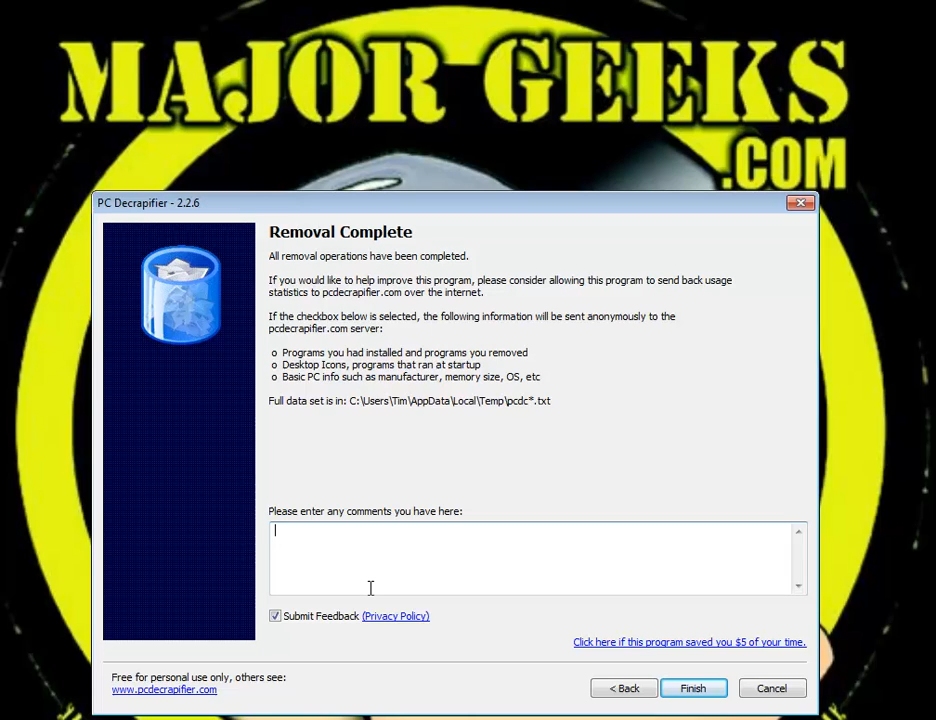 MAJOR GEEKS
.COM
PC Decrapifier - 2.2.6
Removal Complete
All removal operations have been completed.
If you would like to help improve this program, please consider allowing this program to send back usage
statistics to pcdecrapifier.com over the internet.
If the checkbox below is selected, the following information will be sent anonymously to the
pcdecrapifier.com server:
o Programs you had installed and programs you removed
o Desktop Icons, programs that ran at startup
o Basic PC info such as manufacturer, memory size, OS, etc
Full data set is in: C:\Users\Tim\AppData\Local\Temp\pcdc*.txt
Please enter any comments you have here:
Submit Feedback (Privacy Policy)
Click here if this program saved you $5 of your time.
Free for personal use only, others see:
www.pcdecrapifier.com
< Back
Finish
Cancel